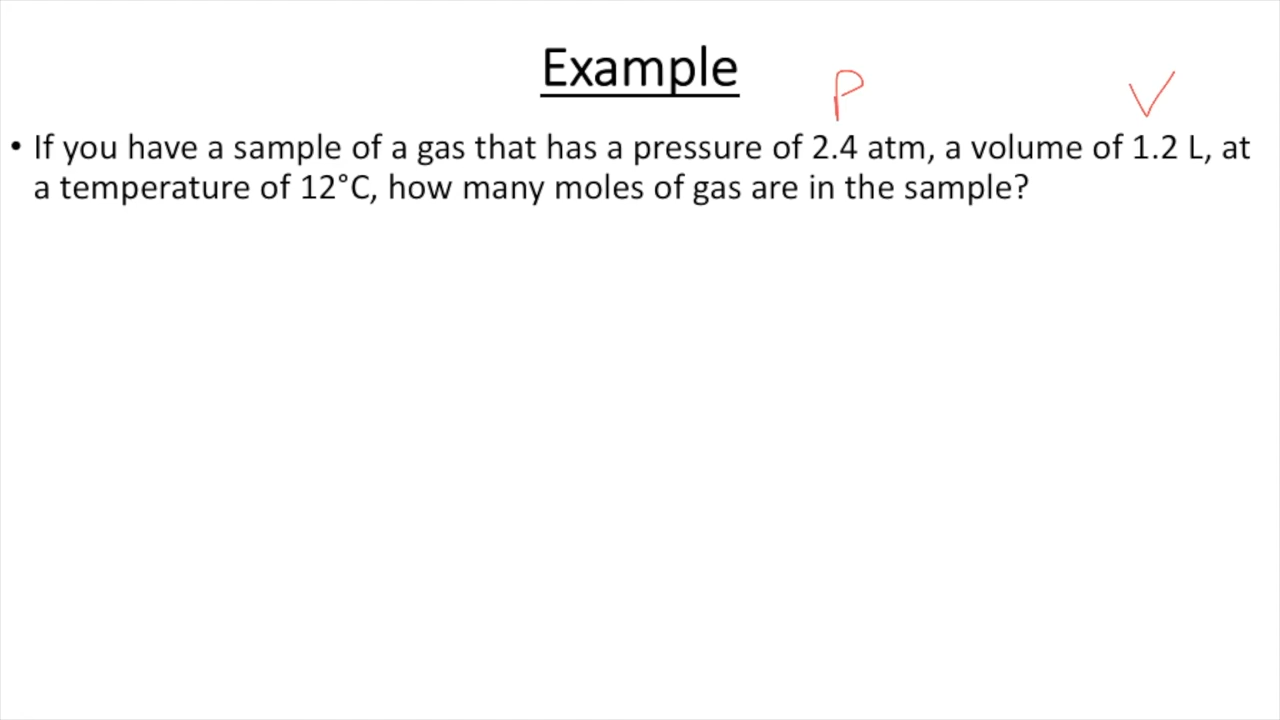 Example
P V
• If you have a sample of a gas that has a pressure of 2.4 atm, a volume of 1.2 L, at
a temperature of 12°C, how many moles of gas are in the sample?